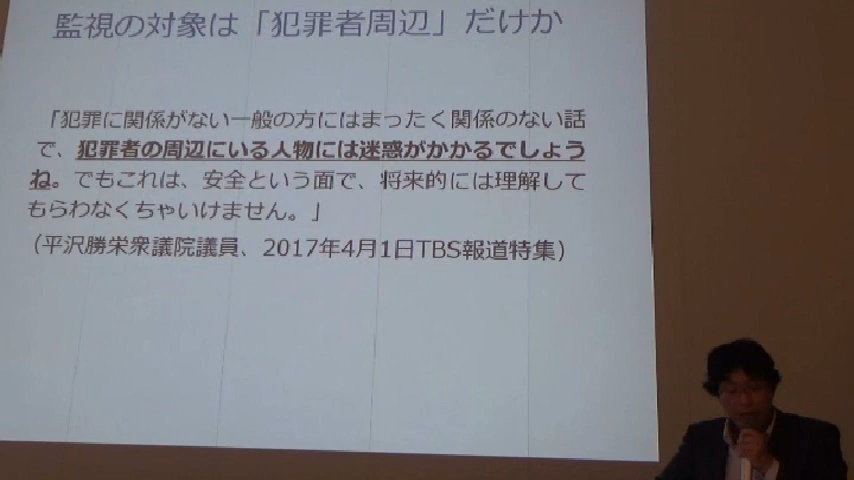 監視の対象は「犯罪者周辺」だけか
「犯罪に関係がない一般の方にはまったく関係のない話
で、犯罪者の周辺にいる人物には迷惑がかかるでしょう
ね。でもこれは、安全という面で、将来的には理解して
もらわなくちゃいけません。」
（平沢勝栄衆議院議員、2017年4月1日TBS報道特集）